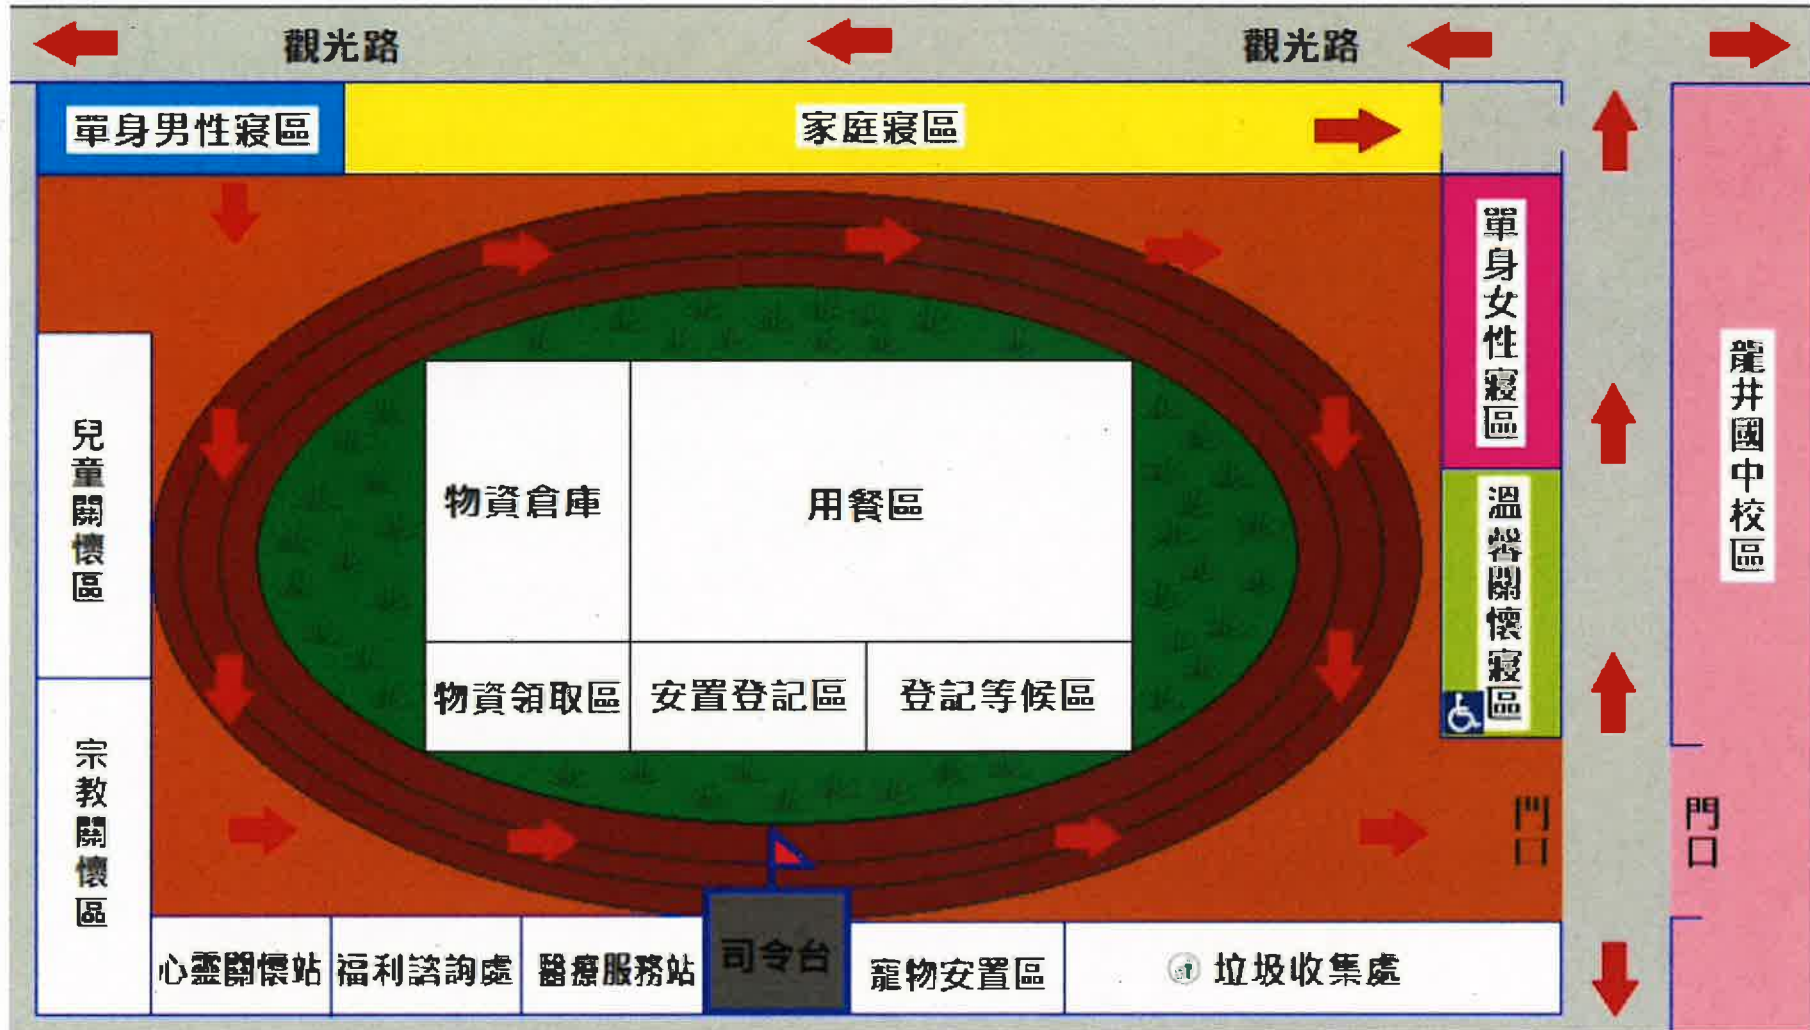 觀光路
觀光路
單身男性寢區
家庭寢區
單身女性寢區
龍井國中校區
兒童關懷區
物資倉庫
用餐區
溫馨關懷寢區
物資領取區
安置登記區
登記等候區
宗教關懷區
門口
門口
心靈關懷站
福利諮詢處
醫療服務站
司令台
寵物安置區
垃圾收集處